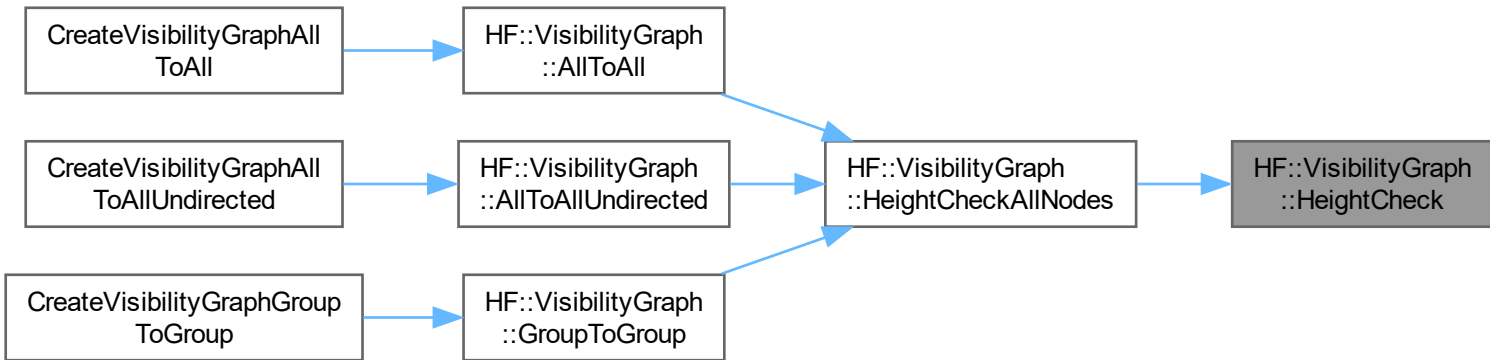 CreateVisibilityGraphAll
ToAll
HF::VisibilityGraph
::AllToAll
CreateVisibilityGraphAll
ToAllUndirected
HF::VisibilityGraph
::AllToAllUndirected
HF::VisibilityGraph
::HeightCheckAllNodes
HF::VisibilityGraph
::HeightCheck
CreateVisibilityGraphGroup
ToGroup
HF::VisibilityGraph
::GroupToGroup